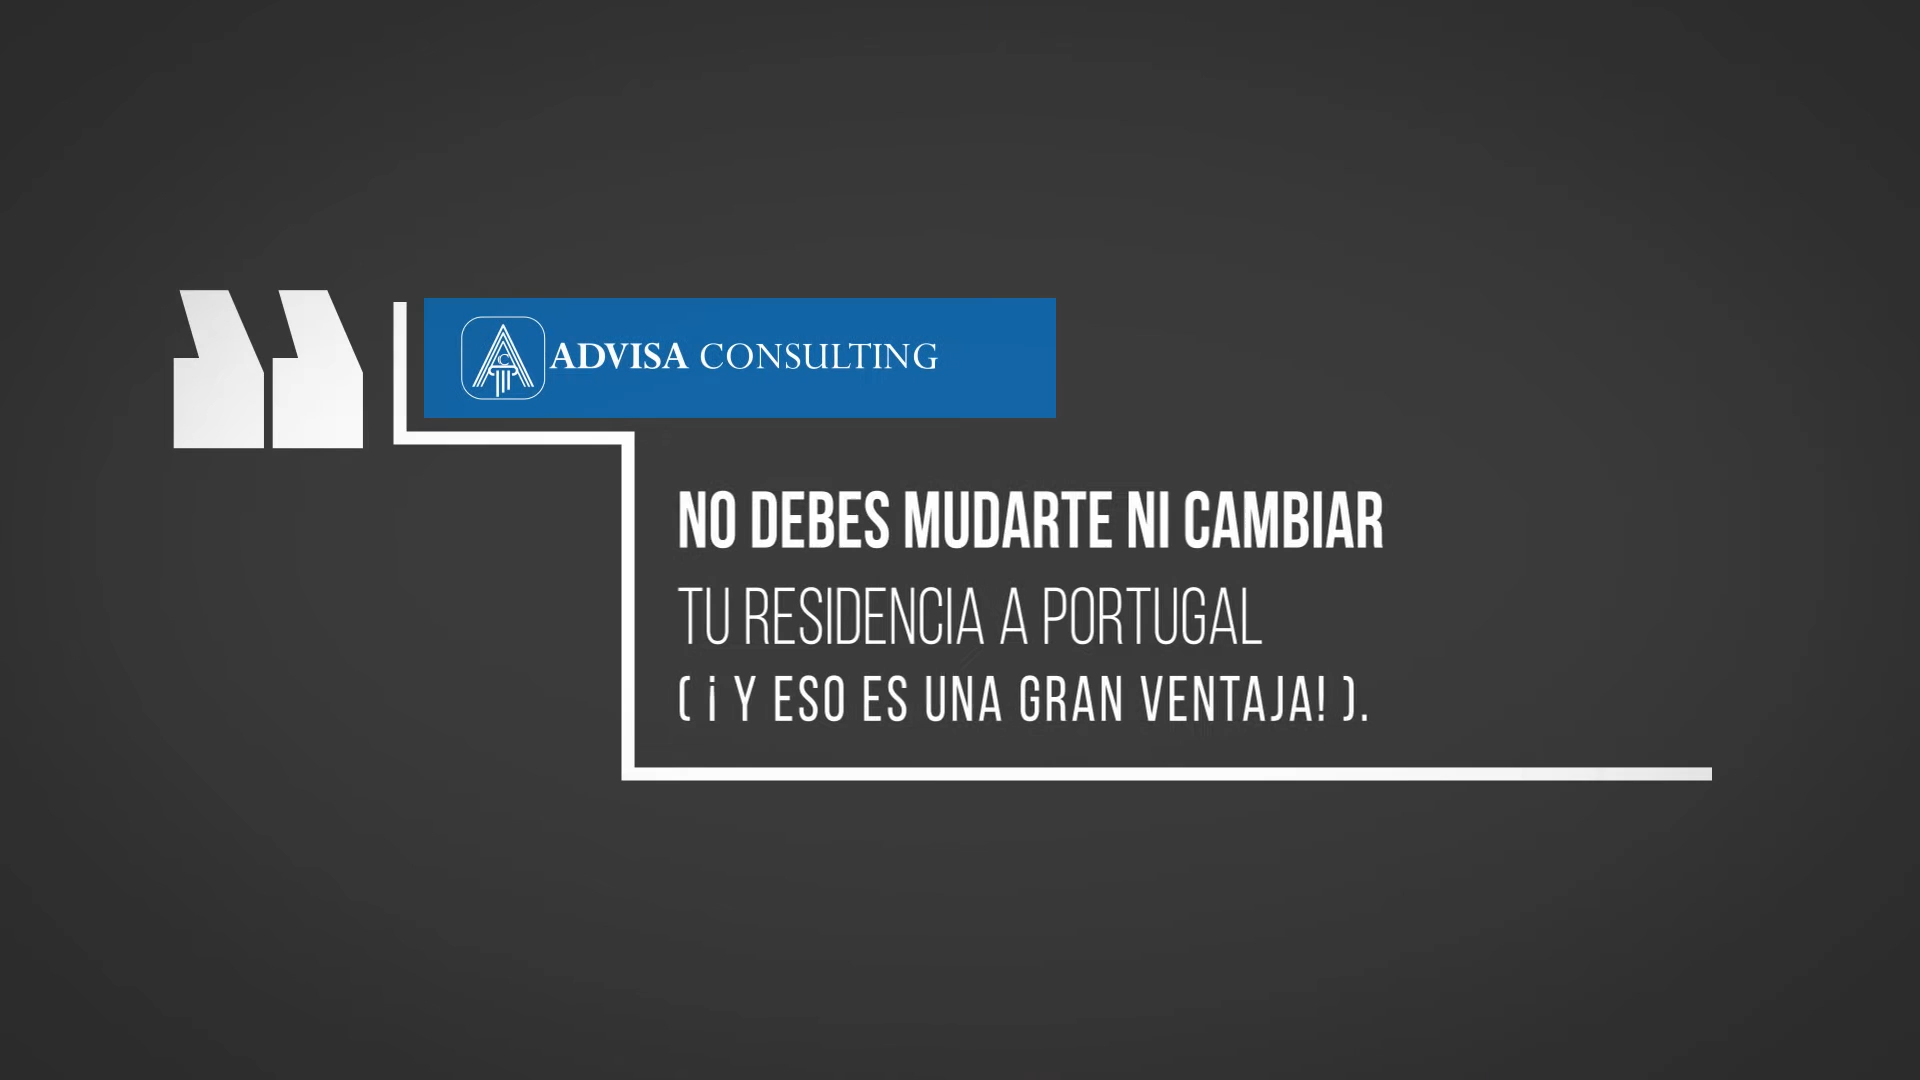 ADVISA CONSULTING
NO DEBES MUDARTE NI CAMBIAR
TU RESIDENCIA A PORTUGAL
( ¡ Y ESO ES UNA GRAN VENTAJA! ).